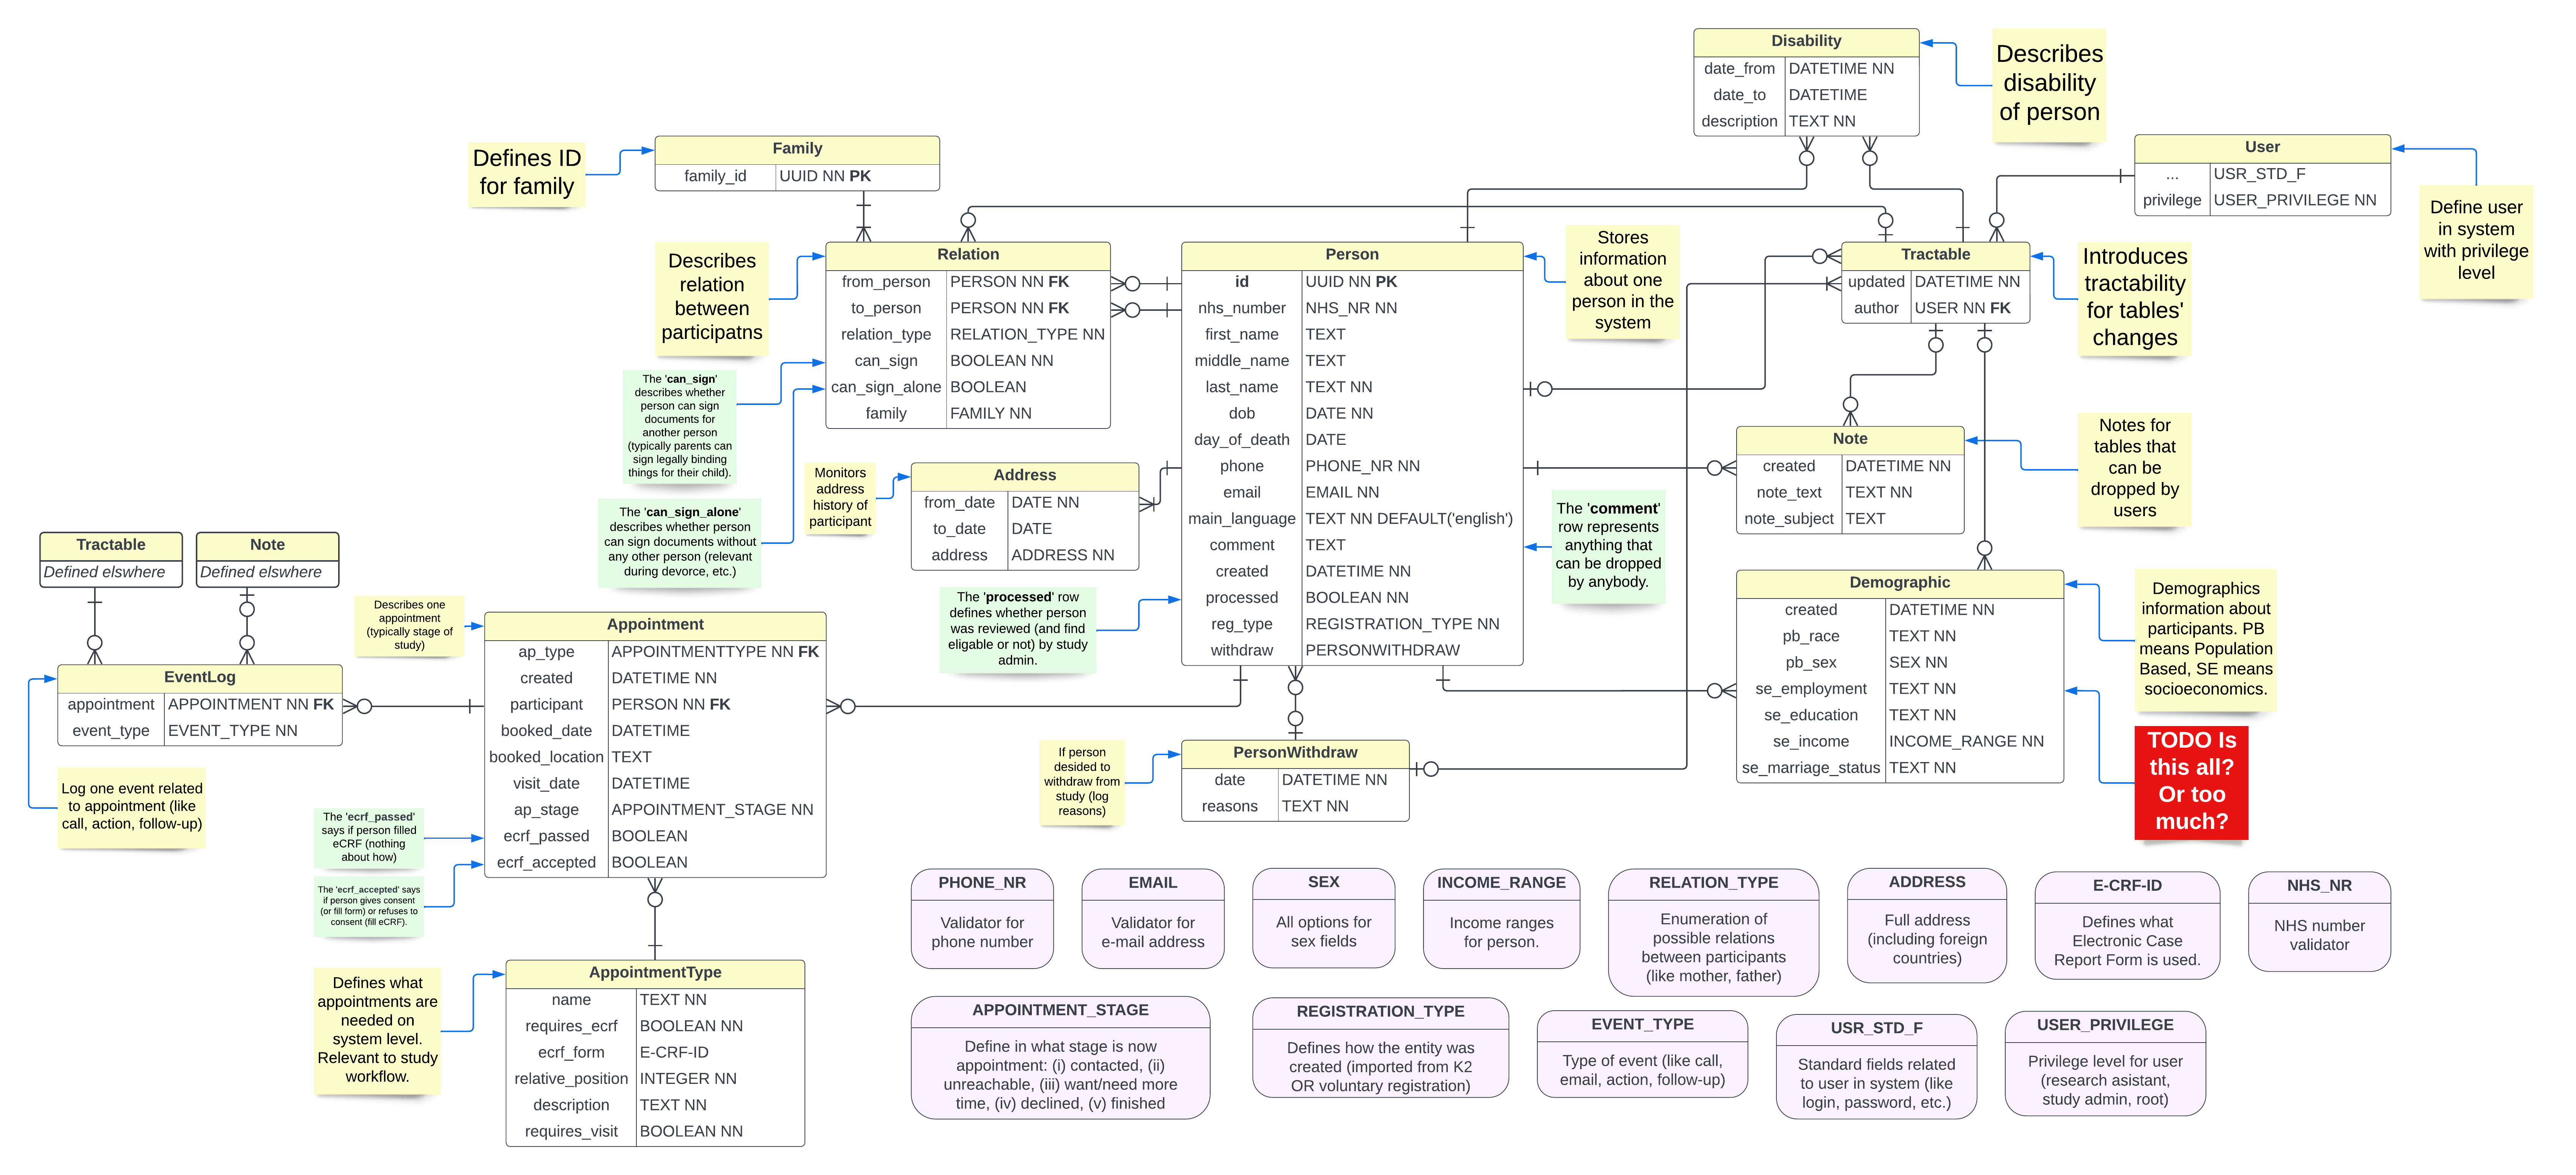 Disability
date_from DATETIME NN
date_to DATETIME
description TEXT NN
Describes
disability
of person
User
... USR_STD_F
privilege USER_PRIVILEGE NN
Define user
in system
with privilege
level
Defines ID
for family
Family
family_id UUID NN PK
Describes
relation
between
participatns
Relation
from_person PERSON NN FK
to_person PERSON NN FK
relation_type RELATION_TYPE NN
can_sign BOOLEAN NN
can_sign_alone BOOLEAN
family FAMILY NN
The 'can_sign'
describes whether
person can sign
documents for
another person
(typically parents can
sign legally binding
things for their child).
The 'can_sign_alone'
describes whether person
can sign documents without
any other person (relevant
during devorce, etc.)
Person
id UUID NN PK
nhs_number NHS_NR NN
first_name TEXT
middle_name TEXT
last_name TEXT NN
dob DATE NN
day_of_death DATE
phone PHONE_NR NN
email EMAIL NN
main_language TEXT NN DEFAULT('english')
comment TEXT
created DATETIME NN
processed BOOLEAN NN
reg_type REGISTRATION_TYPE NN
withdraw PERSONWITHDRAW
Stores
information
about one
person in the
system
Tractable
updated DATETIME NN
author USER NN FK
Introduces
tractability
for tables'
changes
Monitors
address
history of
participant
Address
from_date DATE NN
to_date DATE
address ADDRESS NN
The 'processed' row
defines whether person
was reviewed (and find
eligible or not) by study
admin.
The 'comment'
row represents
anything that
can be dropped
by anybody.
Note
created DATETIME NN
note_text TEXT NN
note_subject TEXT
Notes for
tables that
can be
dropped by
users
Demographic
created DATETIME NN
pb_race TEXT NN
pb_sex SEX NN
se_employment TEXT NN
se_education TEXT NN
se_income INCOME_RANGE NN
se_marriage_status TEXT NN
Demographics
information about
participants. PB
means Population
Based, SE means
socioeconomics.
TODO Is
this all?
Or too
much?
Tractable
Defined elswhere
Note
Defined elswhere
EventLog
appointment APPOINTMENT NN FK
event_type EVENT_TYPE NN
Log one event related
to appointment (like
call, action, follow-up)
Describes one
appointment
(typically stage of
study)
Appointment
ap_type APPOINTMENTTYPE NN FK
created DATETIME NN
participant PERSON NN FK
booked_date DATETIME
booked_location TEXT
visit_date DATETIME
ap_stage APPOINTMENT_STAGE NN
ecrf_passed BOOLEAN
ecrf_accepted BOOLEAN
The 'ecrf_passed'
says if person filled
eCRF (nothing
about how)
The 'ecrf_accepted' says
if person gives consent
(or fill form) or refuses to
consent (fill eCRF).
If person
desided to
withdraw from
study (log
reasons)
PersonWithdraw
date DATETIME NN
reasons TEXT NN
Defines what
appointments are
needed on
system level.
Relevant to study
workflow.
AppointmentType
name TEXT NN
requires_ecrf BOOLEAN NN
ecrf_form E-CRF-ID
relative_position INTEGER NN
description TEXT NN
requires_visit BOOLEAN NN
PHONE_NR
Validator for
phone number
EMAIL
Validator for
e-mail address
SEX
All options for
sex fields
INCOME_RANGE
Income ranges
for person.
RELATION_TYPE
Enumeration of
possible relations
between participants
(like mother, father)
ADDRESS
Full address
(including foreign
countries)
E-CRF-ID
Defines what
Electronic Case
Report Form is used.
NHS_NR
NHS number
validator
APPOINTMENT_STAGE
Define in what stage is now
appointment: (i) contacted, (ii)
unreachable, (iii) want/need more
time, (iv) declined, (v) finished
REGISTRATION_TYPE
Defines how the entity was
created (imported from K2
OR voluntary registration)
EVENT_TYPE
Type of event (like call,
email, action, follow-up)
USR_STD_F
Standard fields related
to user in system (like
login, password, etc.)
USER_PRIVILEGE
Privilege level for user
(research asistant,
study admin, root)